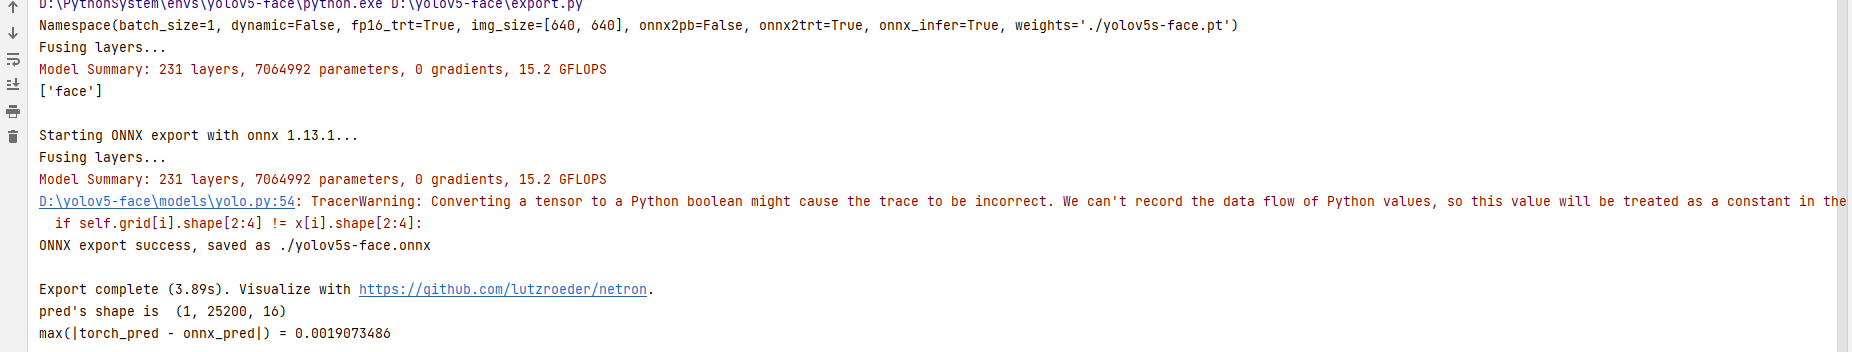 D:\PythonSystem\envs\yolov5-face\python.exe D:\yolov5-face\export.py
Namespace(batch_size=1, dynamic=False, fp16_trt=True, img_size=[640, 640], onnx2pb=False, onnx2trt=True, onnx_infer=True, weights='./yolov5s-face.pt')
Fusing layers...
Model Summary: 231 layers, 7064992 parameters, 0 gradients, 15.2 GFLOPS
['face']
Starting ONNX export with onnx 1.13.1...
Fusing layers...
Model Summary: 231 layers, 7064992 parameters, 0 gradients, 15.2 GFLOPS
D:\yolov5-face\models\yolo.py:54: TracerWarning: Converting a tensor to a Python boolean might cause the trace to be incorrect. We can't record the data flow of Python values, so this value will be treated as a constant in the
  if self.grid[i].shape[2:4] != x[i].shape[2:4]:
ONNX export success, saved as ./yolov5s-face.onnx
Export complete (3.89s). Visualize with https://github.com/lutzroeder/netron.
pred's shape is  (1, 25200, 16)
max(|torch_pred - onnx_pred|) = 0.0019073486